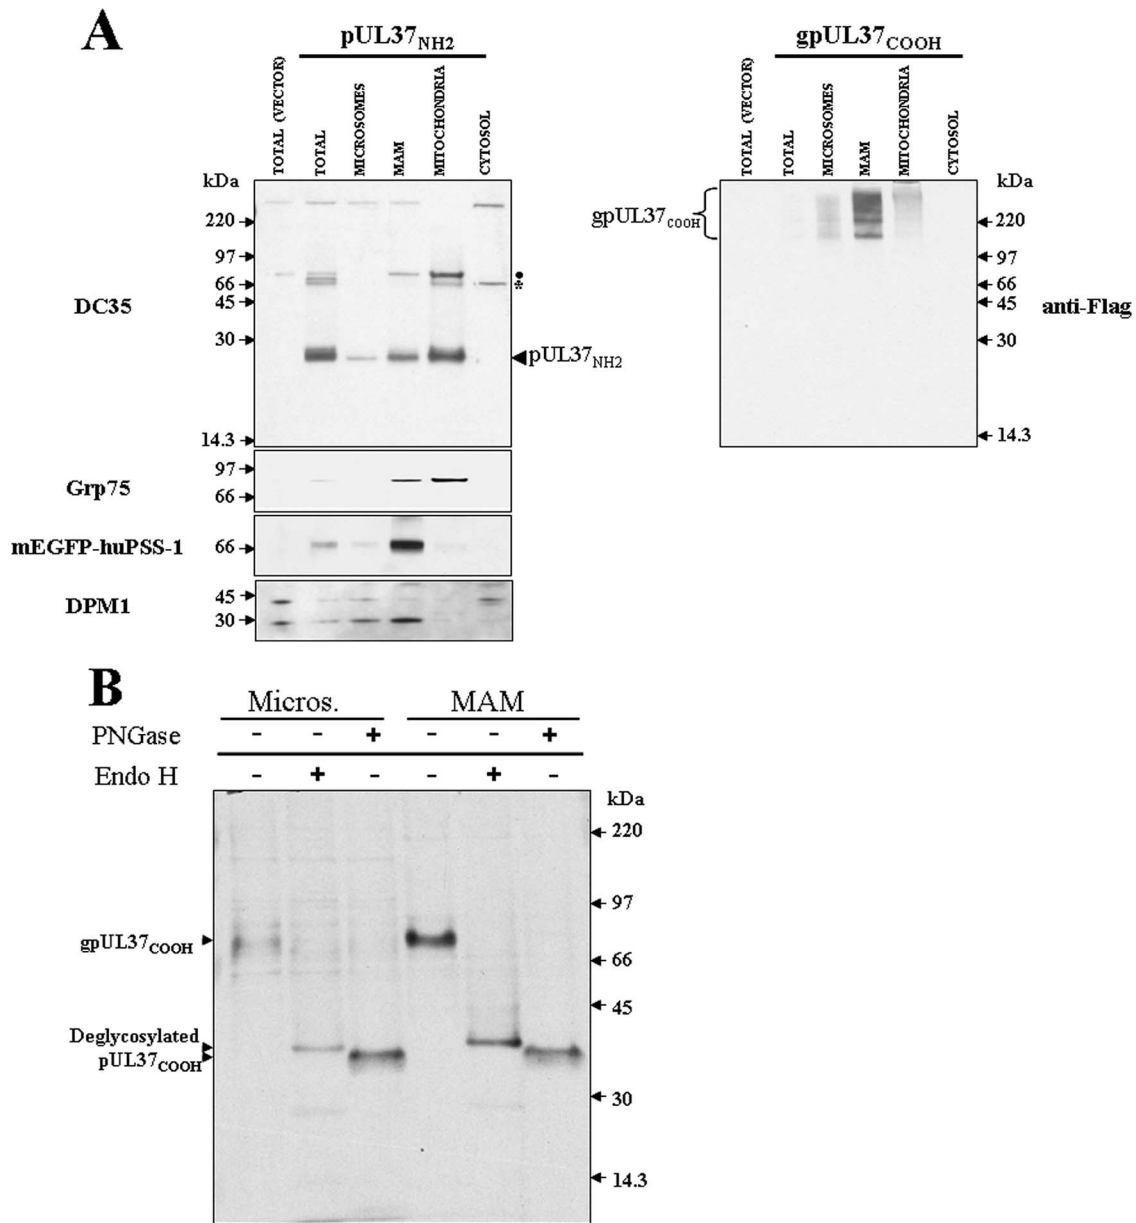 A
pUL37NH2
gpUL37COOH
TOTAL (VECTOR)
TOTAL
MICROSOMES
MAM
MITOCHONDRIA
CYTOSOL
TOTAL (VECTOR)
TOTAL
MICROSOMES
MAM
MITOCHONDRIA
CYTOSOL
kDa
220
97
66
45
30
14.3
DC35
●
*
pUL37NH2
gpUL37COOH
kDa
220
97
66
45
30
14.3
anti-Flag
Grp75
97
66
mEGFP-huPSS-1
66
DPM1
45
30
B
Micros. MAM
PNGase - - + - - +
Endo H - + - - + -
kDa
220
97
66
45
30
14.3
gpUL37COOH
Deglycosylated
pUL37COOH